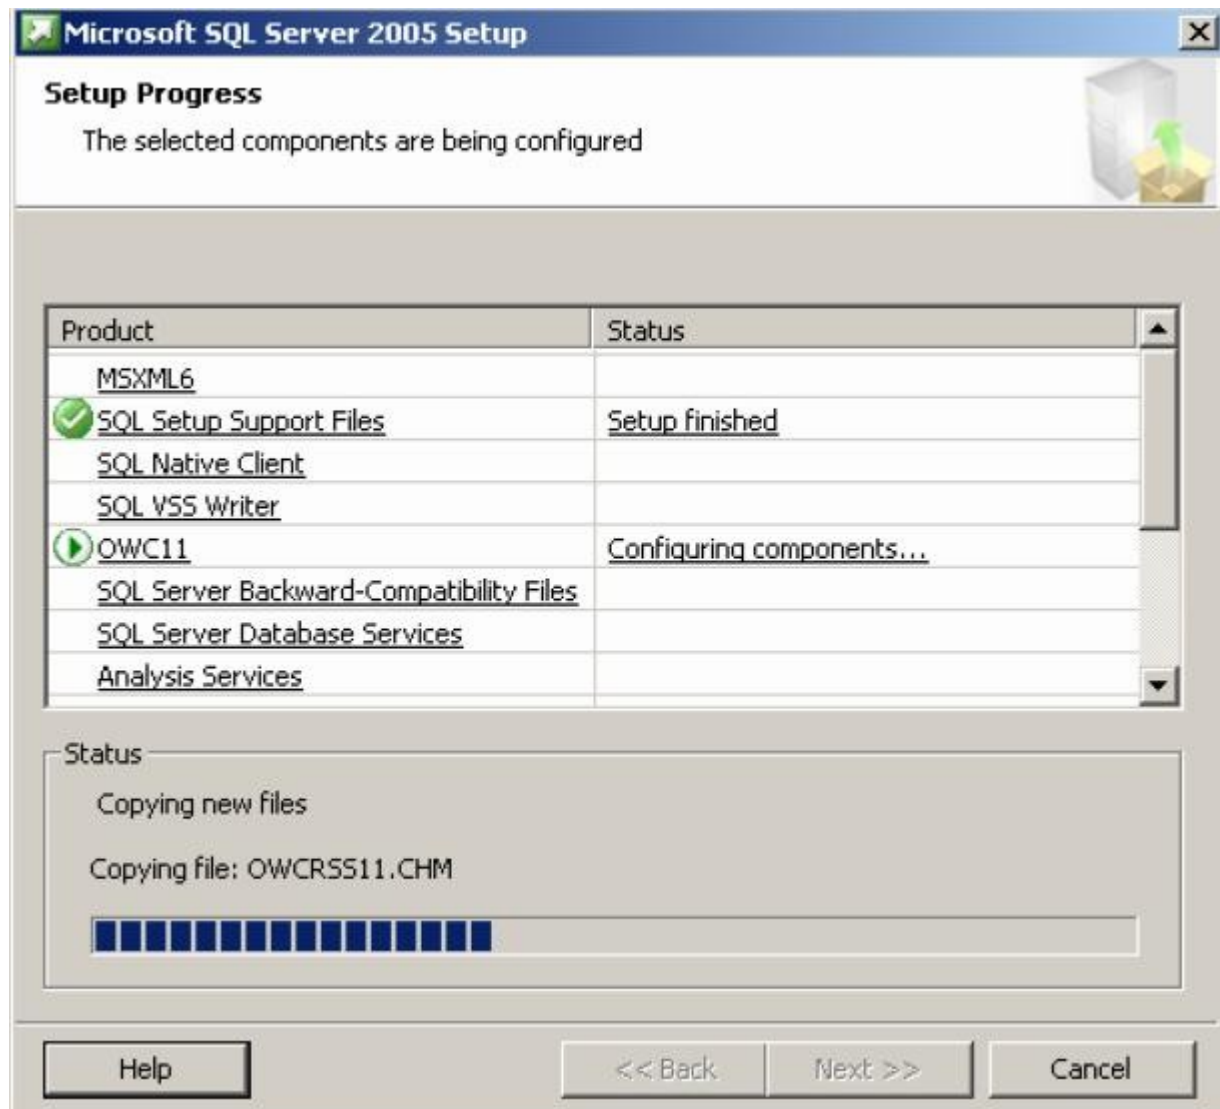 Microsoft SQL Server 2005 Setup
Setup Progress
The selected components are being configured
Product Status
MSXML6
SQL Setup Support Files Setup finished
SQL Native Client
SQL VSS Writer
OWC11 Configuring components...
SQL Server Backward-Compatibility Files
SQL Server Database Services
Analysis Services
Status
Copying new files
Copying file: OWCRSS11.CHM
Help << Back Next >> Cancel